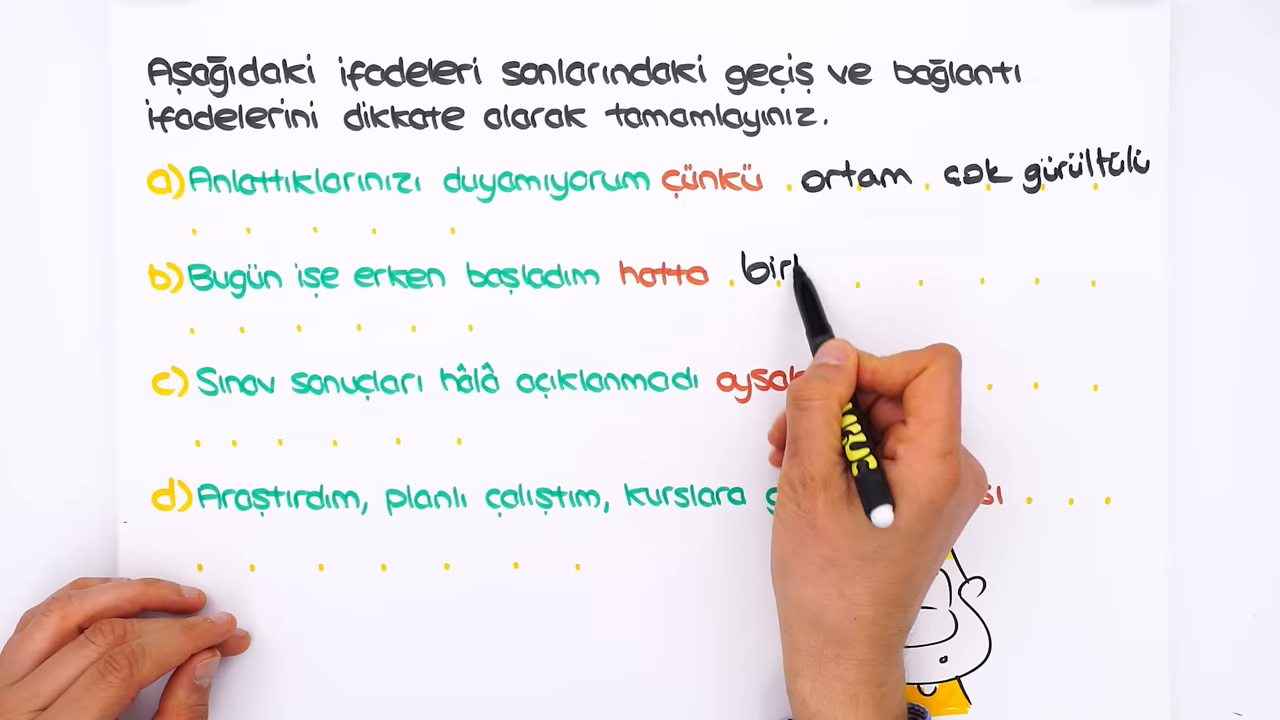 Aşağıdaki ifadeleri sonlarındaki geçiş ve bağlantı
ifadelerini dikkate alarak tamamlayınız.
a) Anlattıklarınızı duyamıyorum çünkü . ortam . çok gürültülü
. . . .
b) Bugün işe erken başladım hatta . bir . . . . .
. . . . . .
c) Sınav sonuçları hâlâ açıklanmadı . . .
. . . . . .
d) Araştırdım, planlı çalıştım, kurslara . . .
. . . . . . .